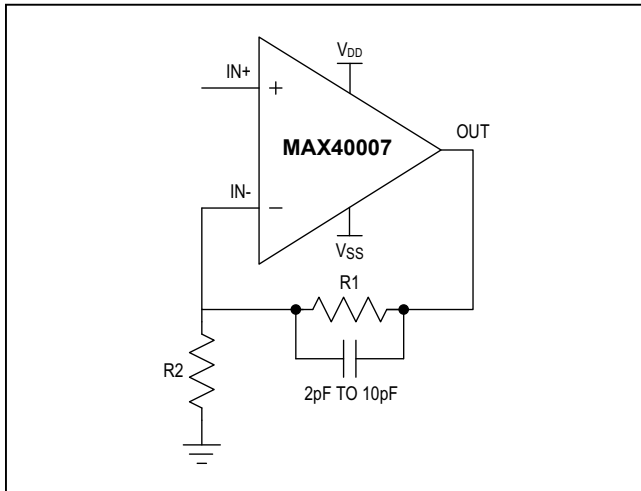 VDD
IN+
+
OUT
MAX40007
IN-
−
VSS
R1
R2
2pF TO 10pF